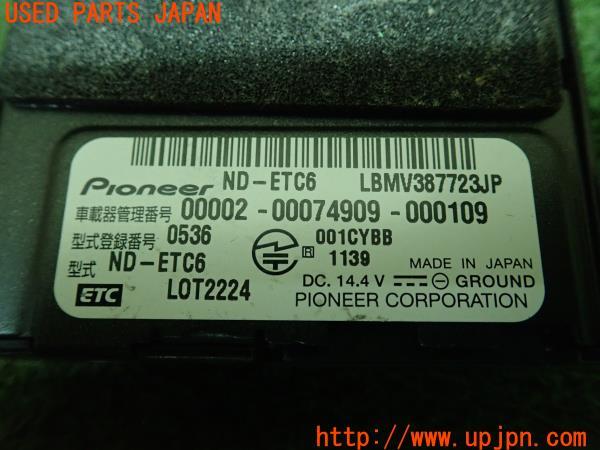 USED PARTS JAPAN
Pioneer ND-ETC6 LBMV387723JP
車載器管理番号 00002-00074909-000109
型式登録番号 0536 R 001CYBB
1139
型式 ND-ETC6 MADE IN JAPAN
DC. 14.4 V GROUND
ETC LOT2224 PIONEER CORPORATION
http://www.upjpn.com/